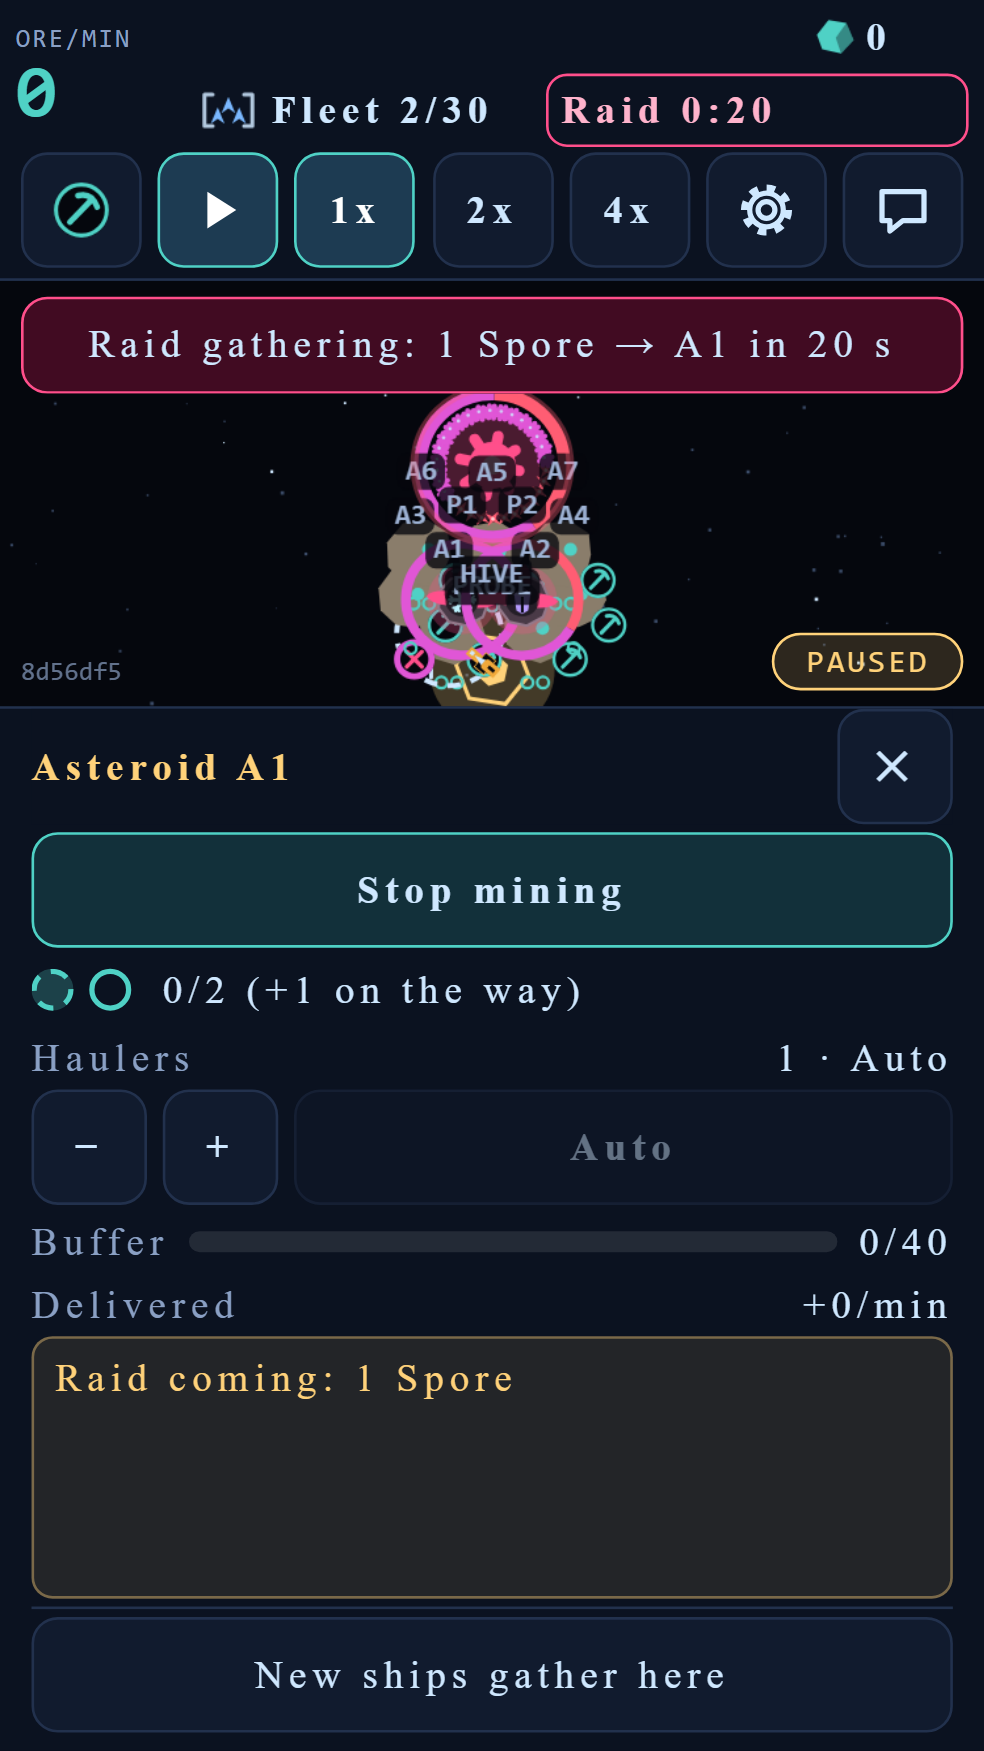 ORE/MIN
0
0
Fleet 2/30
Raid 0:20
1x
2x
4x
Raid gathering: 1 Spore → A1 in 20 s
A6
A5
A7
P1
P2
A3
A4
A1
A2
HIVE
PROBE
8d56df5
PAUSED
Asteroid A1
Stop mining
0/2 (+1 on the way)
Haulers
1 · Auto
−
+
Auto
Buffer
0/40
Delivered
+0/min
Raid coming: 1 Spore
New ships gather here